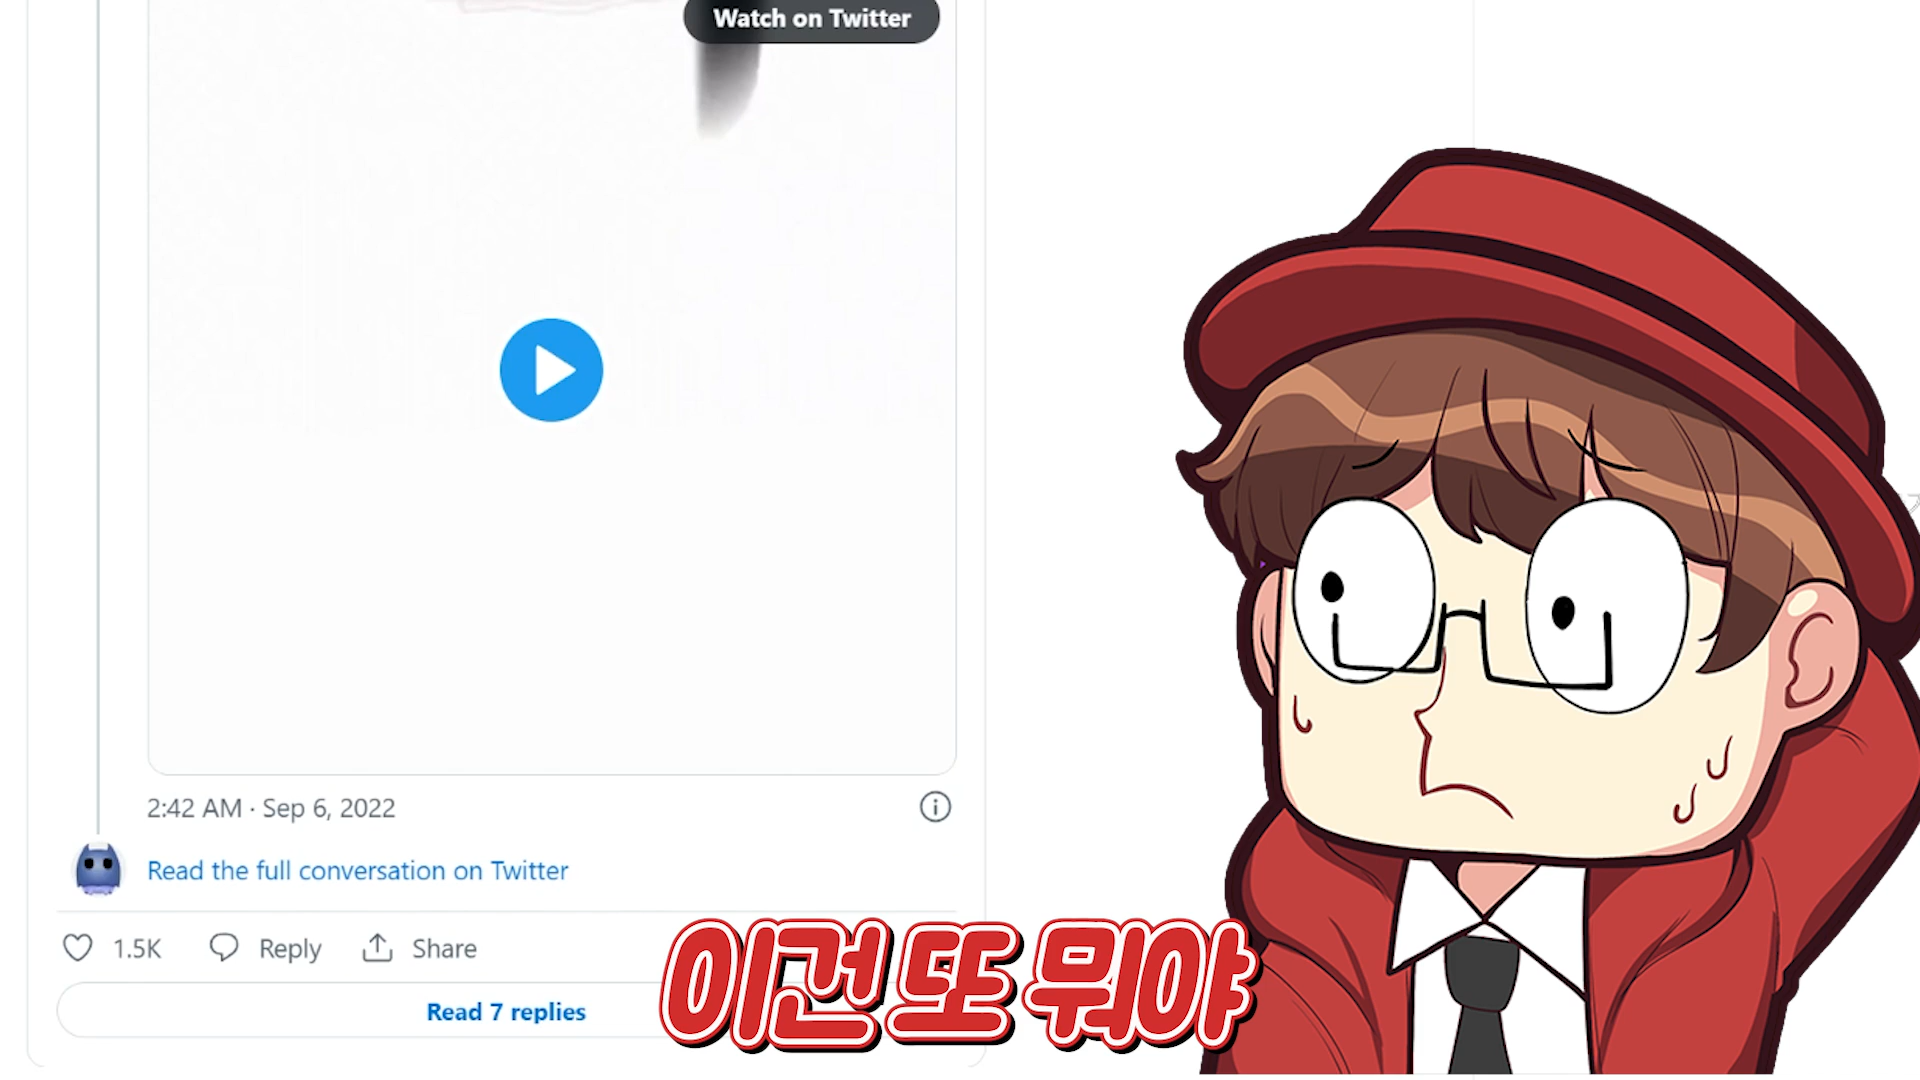 Watch on Twitter
2:42 AM · Sep 6, 2022
Read the full conversation on Twitter
1.5K Reply Share
Read 7 replies
이건 또 뭐야